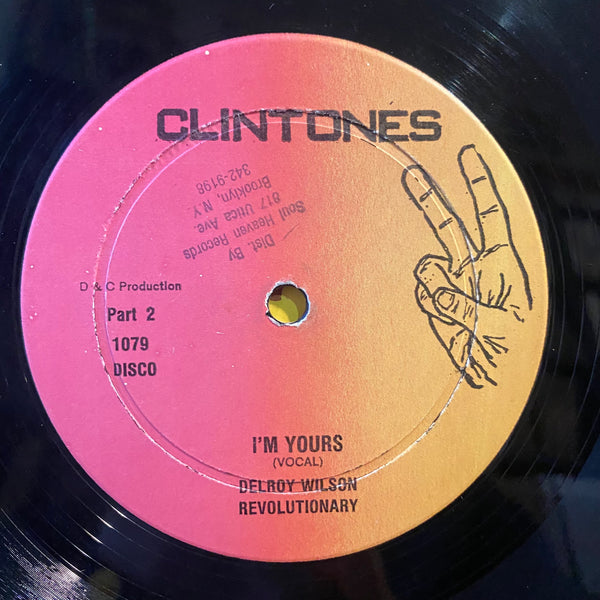 CLINTONES
Dist. By
Soul Heaven Records
817 Utica Ave.
Brooklyn, N.Y.
342-9198
D & C Production
Part 2
1079
DISCO
I'M YOURS
(VOCAL)
DELROY WILSON
REVOLUTIONARY